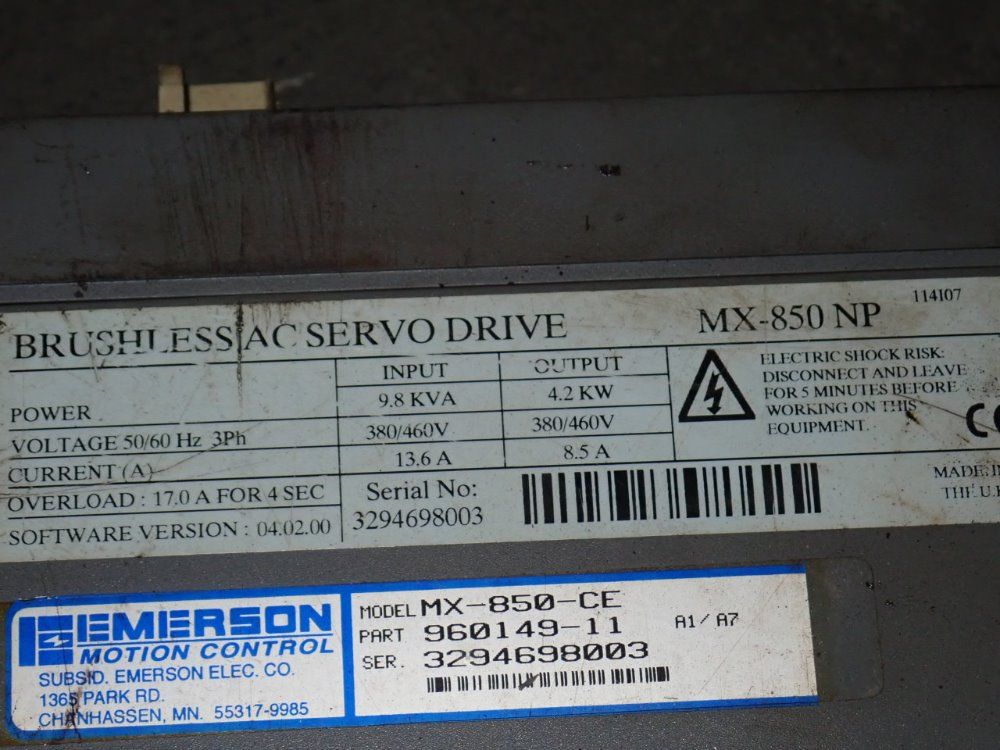 114107
BRUSHLESS AC SERVO DRIVE MX-850 NP
INPUT OUTPUT
POWER 9.8 KVA 4.2 KW
VOLTAGE 50/60 Hz 3Ph 380/460V 380/460V
CURRENT (A) 13.6 A 8.5 A
OVERLOAD : 17.0 A FOR 4 SEC
SOFTWARE VERSION : 04.02.00
Serial No:
3294698003
ELECTRIC SHOCK RISK:
DISCONNECT AND LEAVE
FOR 5 MINUTES BEFORE
WORKING ON THIS
EQUIPMENT.
CE
MADE IN
THE U.K
EMERSON
MOTION CONTROL
SUBSID. EMERSON ELEC. CO.
1365 PARK RD.
CHANHASSEN, MN. 55317-9985
MODEL MX-850-CE
PART 960149-11 A1/A7
SER. 3294698003